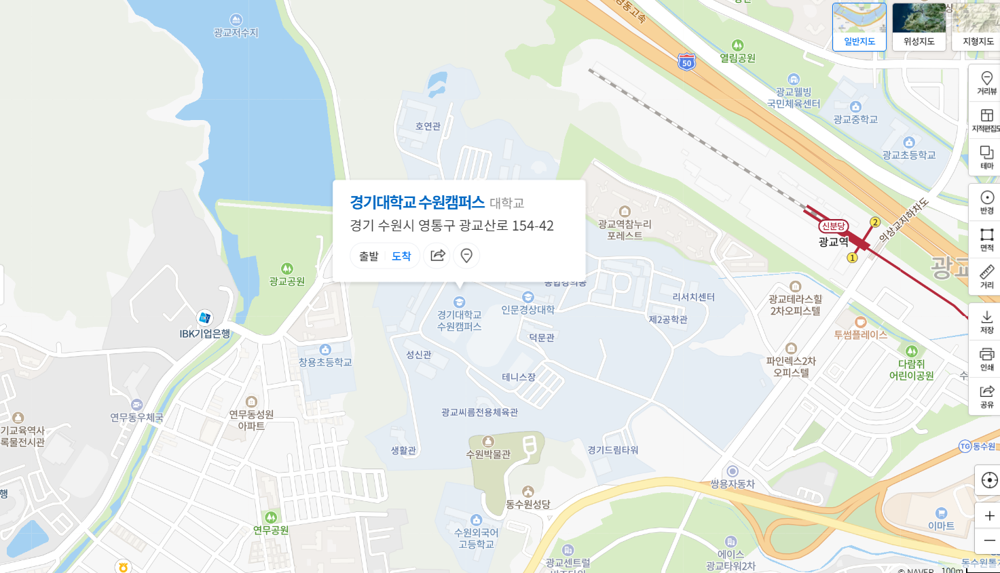 영동고속
일반지도
위성지도
지형지도
광교저수지
50
열림공원
광교웰빙
국민체육센터
거리뷰
광교중학교
호연관
지적편집도
광교초등학교
테마
경기대학교 수원캠퍼스 대학교
경기 수원시 영통구 광교산로 154-42
출발
도착
반경
광교역참누리
포레스트
신분당
2
광교역
1
의상교지하차도
면적
광교공원
종합강의동
거리
리서치센터
인문경상대학
경기대학교
수원캠퍼스
광교테라스힐
2차오피스텔
제2공학관
IBK기업은행
덕문관
투썸플레이스
저장
창용초등학교
성신관
파인렉스2차
오피스텔
다람쥐
어린이공원
인쇄
수
테니스장
공유
연무동우체국
연무동성원
아파트
광교씨름전용체육관
기교육역사
록물전시관
생활관
수원박물관
경기드림타워
TG 동수원
쌍용자동차
행
동수원성당
연무공원
수원외국어
고등학교
이마트
에이스
광교타워2차
광교센트럴
동수원톨게
© NAVER
100m